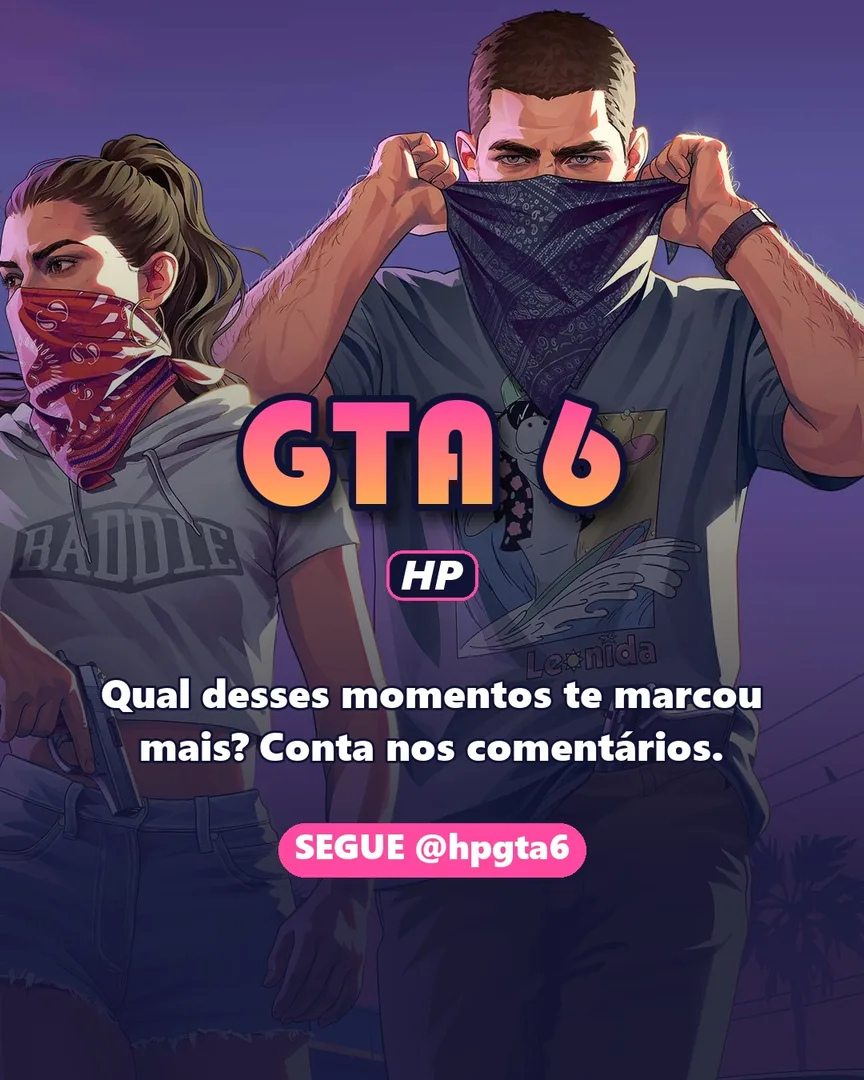 GTA 6
HP
BADDIE
Leonida
Qual desses momentos te marcou
mais? Conta nos comentários.
SEGUE @hpgta6